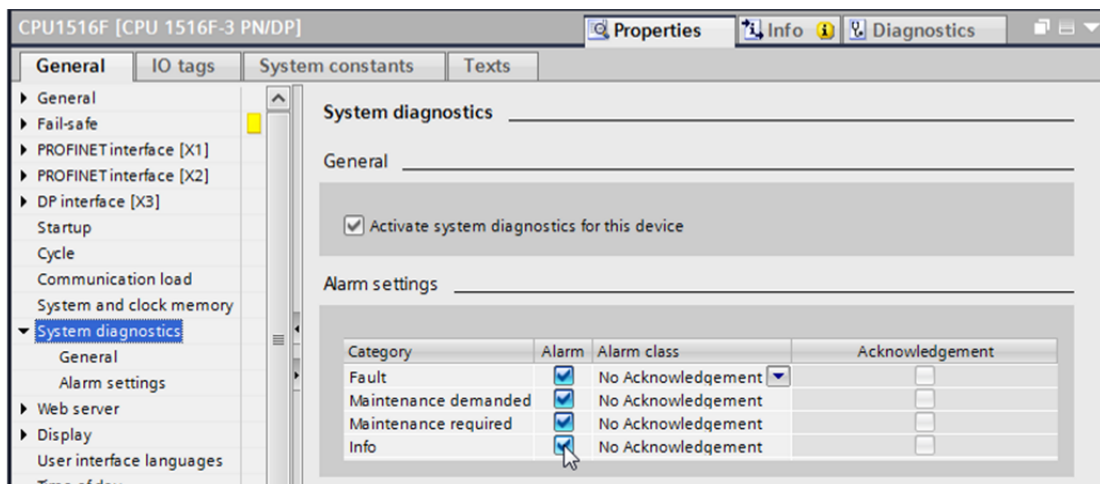 CPU1516F [CPU 1516F-3 PN/DP]
Properties
Info
Diagnostics
General
IO tags
System constants
Texts
General
Fail-safe
PROFINET interface [X1]
PROFINET interface [X2]
DP interface [X3]
Startup
Cycle
Communication load
System and clock memory
System diagnostics
General
Alarm settings
Web server
Display
User interface languages
System diagnostics
General
Activate system diagnostics for this device
Alarm settings
Category Alarm Alarm class Acknowledgement
Fault No Acknowledgement
Maintenance demanded No Acknowledgement
Maintenance required No Acknowledgement
Info No Acknowledgement